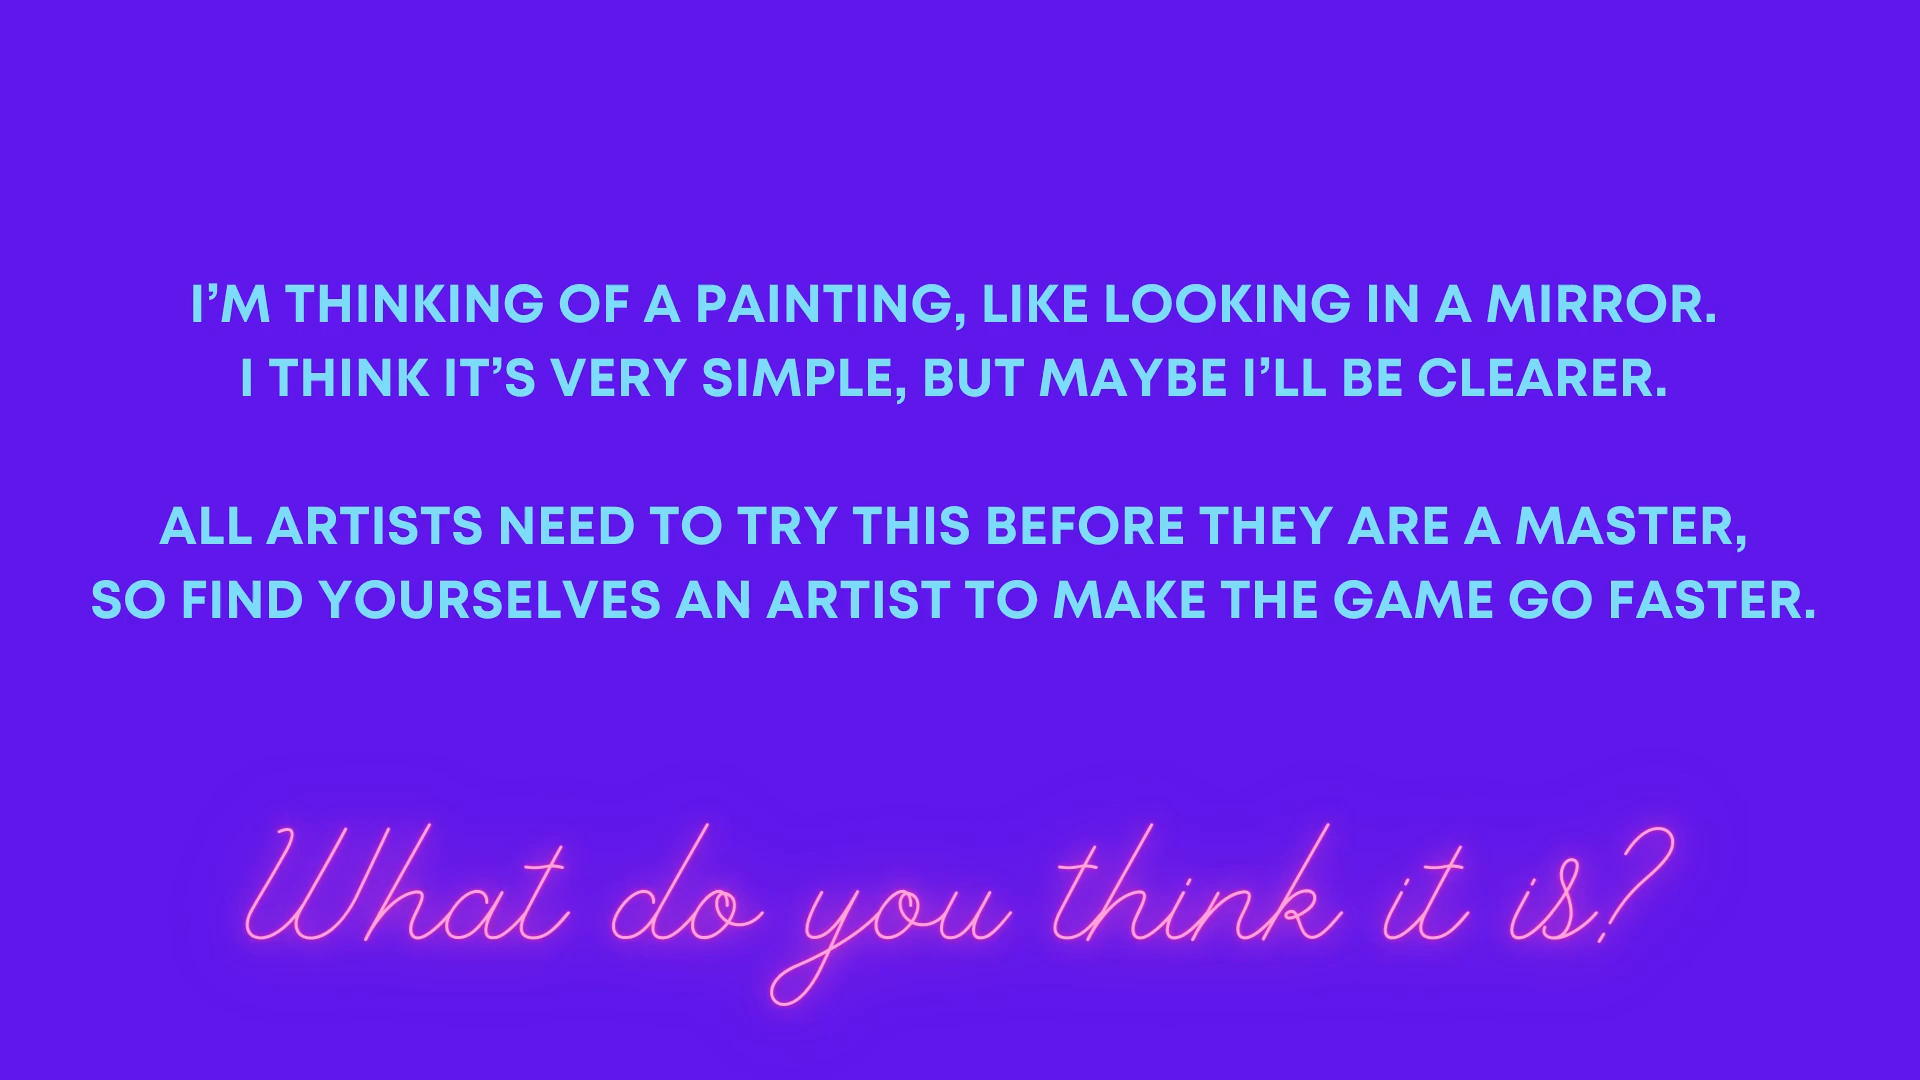 I’M THINKING OF A PAINTING, LIKE LOOKING IN A MIRROR.
I THINK IT’S VERY SIMPLE, BUT MAYBE I’LL BE CLEARER.
ALL ARTISTS NEED TO TRY THIS BEFORE THEY ARE A MASTER,
SO FIND YOURSELVES AN ARTIST TO MAKE THE GAME GO FASTER.
What do you think it is?